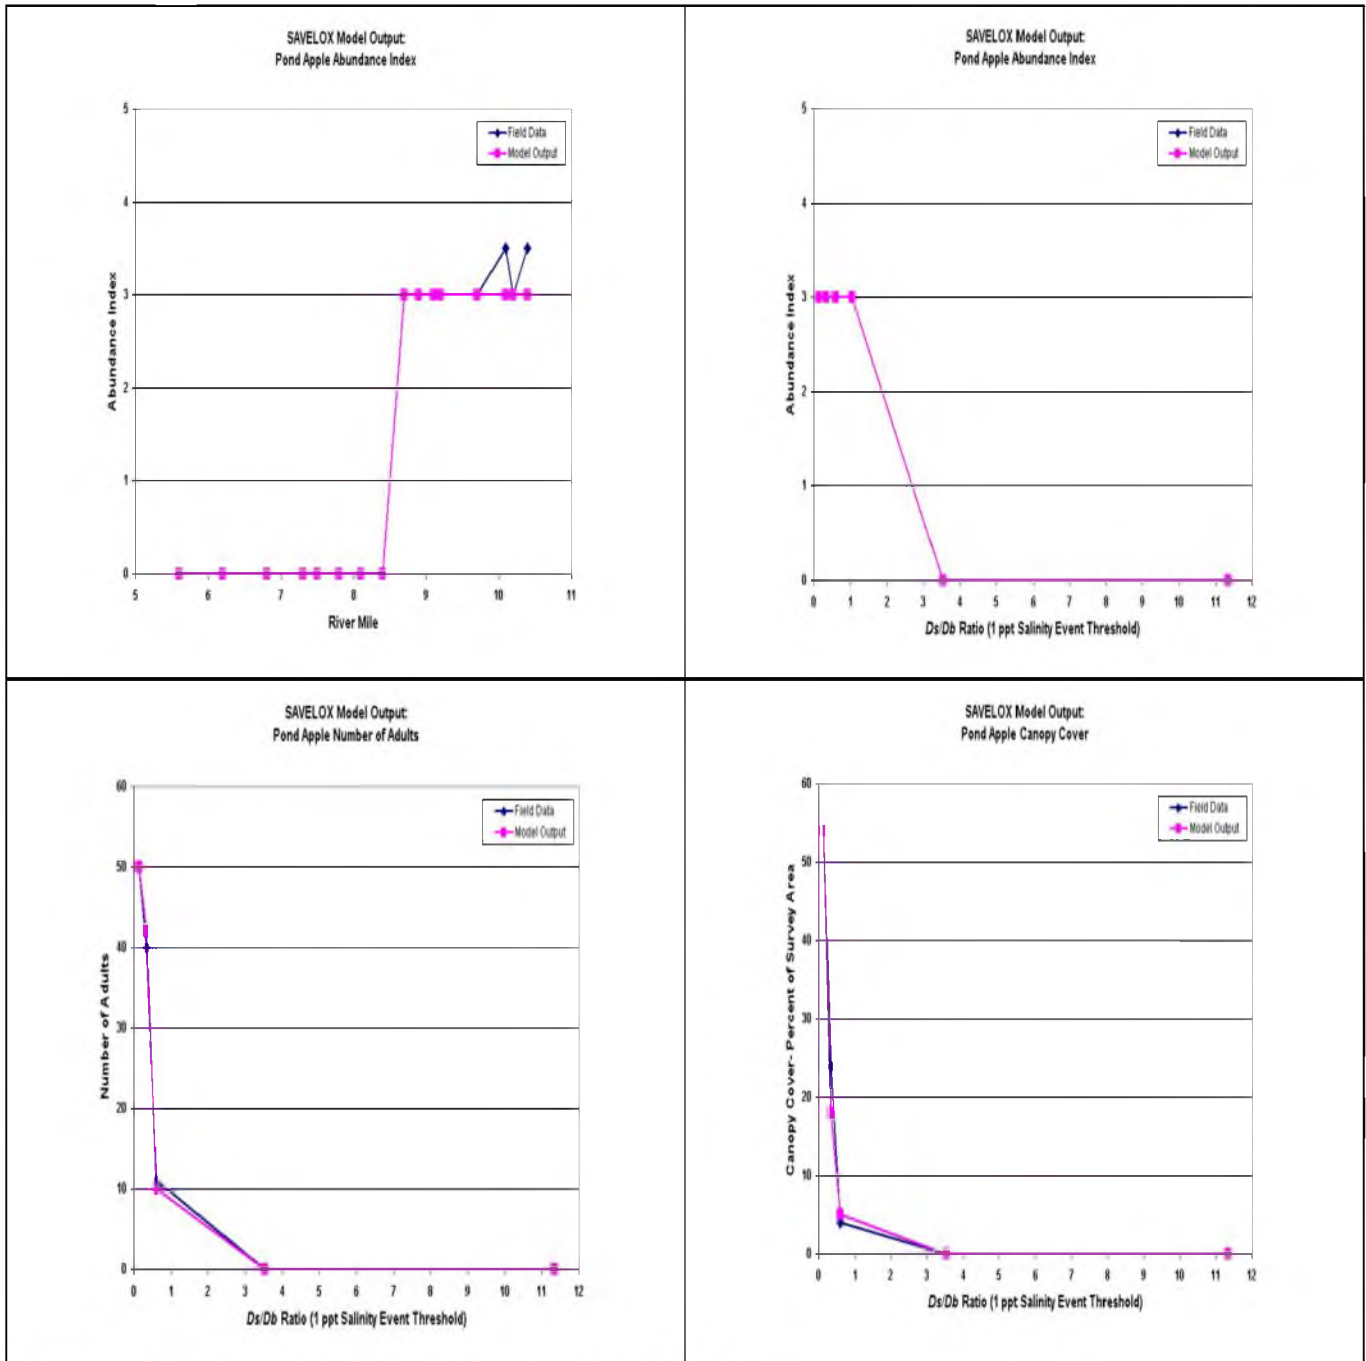 SAVELOX Model Output:
Pond Apple Abundance Index
5
4
3
2
1
0
Field Data
Model Output
Abundance Index
5 6 7 8 9 10 11
River Mile
SAVELOX Model Output:
Pond Apple Abundance Index
5
4
3
2
1
0
Field Data
Model Output
Abundance Index
0 1 2 3 4 5 6 7 8 9 10 11 12
Ds/Db Ratio (1 ppt Salinity Event Threshold)
SAVELOX Model Output:
Pond Apple Number of Adults
60
50
40
30
20
10
0
Field Data
Model Output
Number of Adults
0 1 2 3 4 5 6 7 8 9 10 11 12
Ds/Db Ratio (1 ppt Salinity Event Threshold)
SAVELOX Model Output:
Pond Apple Canopy Cover
60
50
40
30
20
10
0
Field Data
Model Output
Canopy Cover- Percent of Survey Area
0 1 2 3 4 5 6 7 8 9 10 11 12
Ds/Db Ratio (1 ppt Salinity Event Threshold)